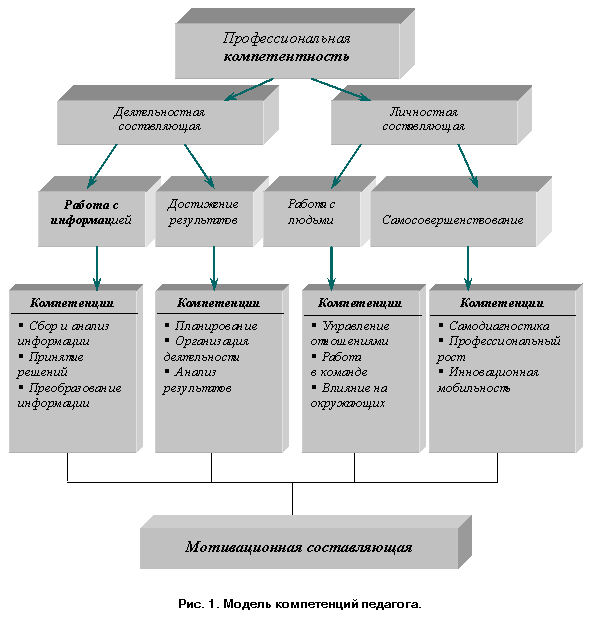 Профессиональная
компетентность
Деятельностная
составляющая
Личностная
составляющая
Работа с
информацией
Достижение
результатов
Работа с
людьми
Самосовершенствование
Компетенции
▪ Сбор и анализ
информации
▪ Принятие
решений
▪ Преобразование
информации
Компетенции
▪ Планирование
▪ Организация
деятельности
▪ Анализ
результатов
Компетенции
▪ Управление
отношениями
▪ Работа
в команде
▪ Влияние на
окружающих
Компетенции
▪ Самодиагностика
▪ Профессиональный
рост
▪ Инновационная
мобильность
Мотивационная составляющая
Рис. 1. Модель компетенций педагога.